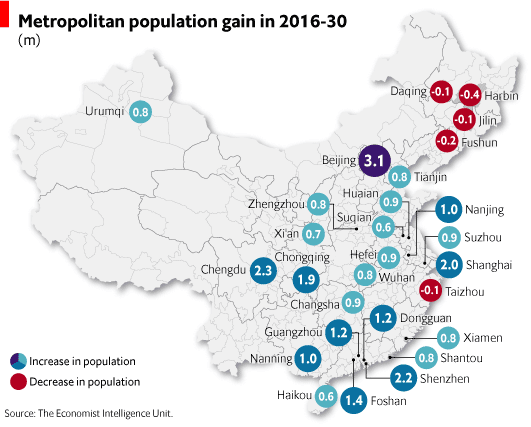 Metropolitan population gain in 2016-30
(m)
Daqing -0.1
-0.4 Harbin
Urumqi 0.8
-0.1 Jilin
-0.2 Fushun
Beijing 3.1
0.8 Tianjin
Huaian 0.9
Zhengzhou 0.8
1.0 Nanjing
Suqian 0.6
Xi'an 0.7
0.9 Suzhou
Hefei 0.9
Chongqing 1.9
Chengdu 2.3
2.0 Shanghai
0.8 Wuhan
-0.1 Taizhou
Changsha 0.9
1.2 Dongguan
Guangzhou 1.2
0.8 Xiamen
Nanning 1.0
0.8 Shantou
Increase in population
2.2 Shenzhen
Decrease in population
Haikou 0.6
1.4 Foshan
Source: The Economist Intelligence Unit.